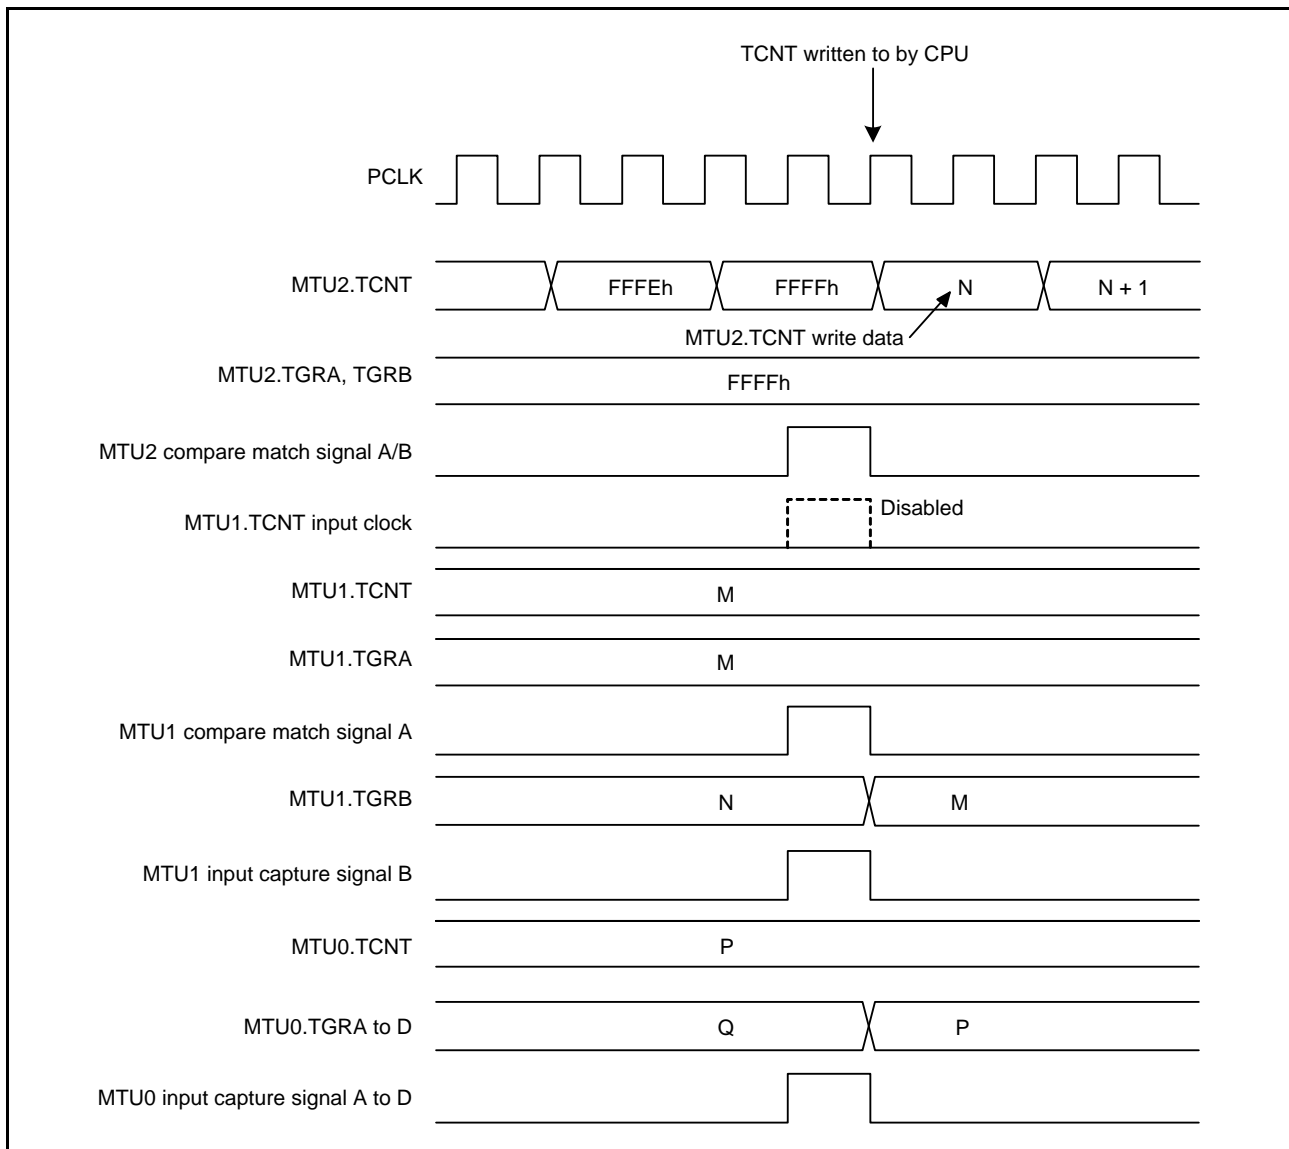 TCNT written to by CPU
PCLK
MTU2.TCNT FFFEh FFFFh N N + 1
MTU2.TCNT write data
MTU2.TGRA, TGRB FFFFh
MTU2 compare match signal A/B
MTU1.TCNT input clock Disabled
MTU1.TCNT M
MTU1.TGRA M
MTU1 compare match signal A
MTU1.TGRB N M
MTU1 input capture signal B
MTU0.TCNT P
MTU0.TGRA to D Q P
MTU0 input capture signal A to D